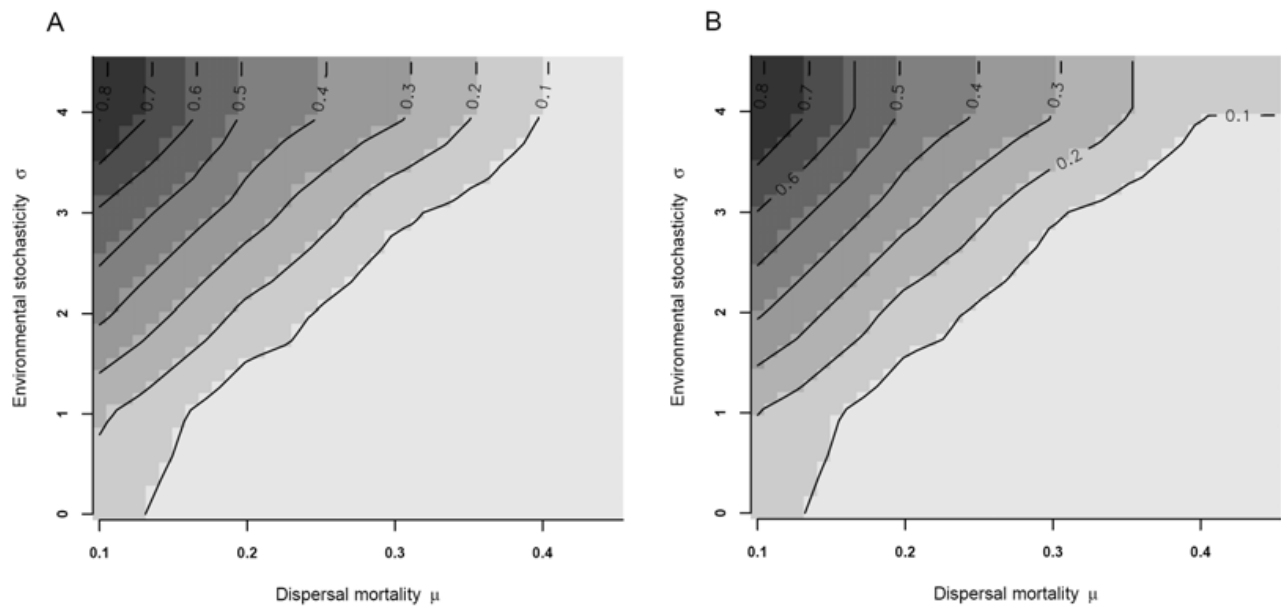 A
0.8 0.7 0.6 0.5 0.4 0.3 0.2 0.1
4
3
2
1
0
Environmental stochasticity σ
0.1 0.2 0.3 0.4
Dispersal mortality μ
B
0.8 0.7 0.5 0.4 0.3
0.1
0.2
0.6
4
3
2
1
0
Environmental stochasticity σ
0.1 0.2 0.3 0.4
Dispersal mortality μ